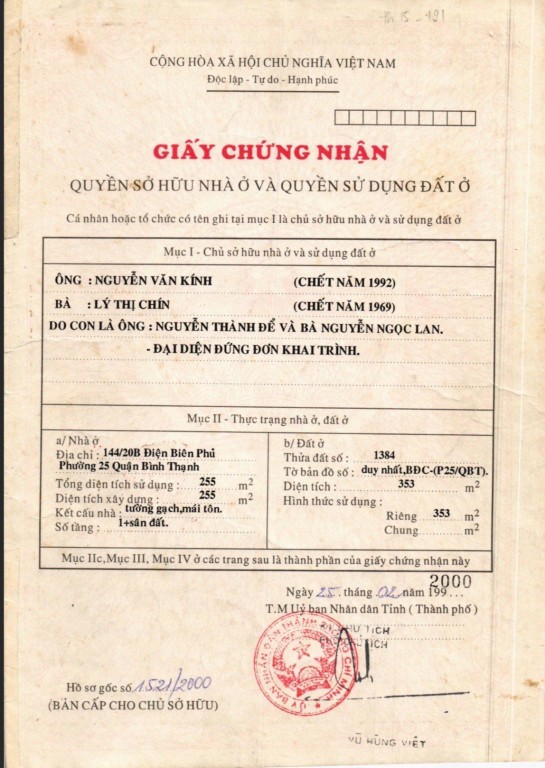 CỘNG HÒA XÃ HỘI CHỦ NGHĨA VIỆT NAM
Độc lập - Tự do - Hạnh phúc
GIẤY CHỨNG NHẬN
QUYỀN SỞ HỮU NHÀ Ở VÀ QUYỀN SỬ DỤNG ĐẤT Ở
Cá nhân hoặc tổ chức có tên ghi tại mục I là chủ sở hữu nhà ở và sử dụng đất ở
Mục I - Chủ sở hữu nhà ở và sử dụng đất ở
ÔNG : NGUYỄN VĂN KÍNH (CHẾT NĂM 1992)
BÀ : LÝ THỊ CHÍN (CHẾT NĂM 1969)
DO CON LÀ ÔNG : NGUYỄN THÀNH ĐỂ VÀ BÀ NGUYỄN NGỌC LAN.
- ĐẠI DIỆN ĐỨNG ĐƠN KHAI TRÌNH.
Mục II - Thực trạng nhà ở, đất ở
a/ Nhà ở
Địa chỉ : 144/20B Điện Biên Phủ
Phường 25 Quận Bình Thạnh
Tổng diện tích sử dụng : 255 m2
Diện tích xây dựng : 255 m2
Kết cấu nhà : tường gạch, mái tôn.
Số tầng : 1+sân đất.
b/ Đất ở
Thửa đất số : 1384
Tờ bản đồ số : duy nhất, BĐC-(P25/QBT).
Diện tích : 353 m2
Hình thức sử dụng :
Riêng 353 m2
Chung m2
Mục IIc, Mục III, Mục IV ở các trang sau là thành phần của giấy chứng nhận này
2000
Ngày 25 tháng 02 năm 199...
T.M Uỷ ban Nhân dân Tỉnh ( Thành phố )
CHỦ TỊCH
Hồ sơ gốc số 1521/2000
(BẢN CẤP CHO CHỦ SỞ HỮU)
VŨ HÙNG VIỆT